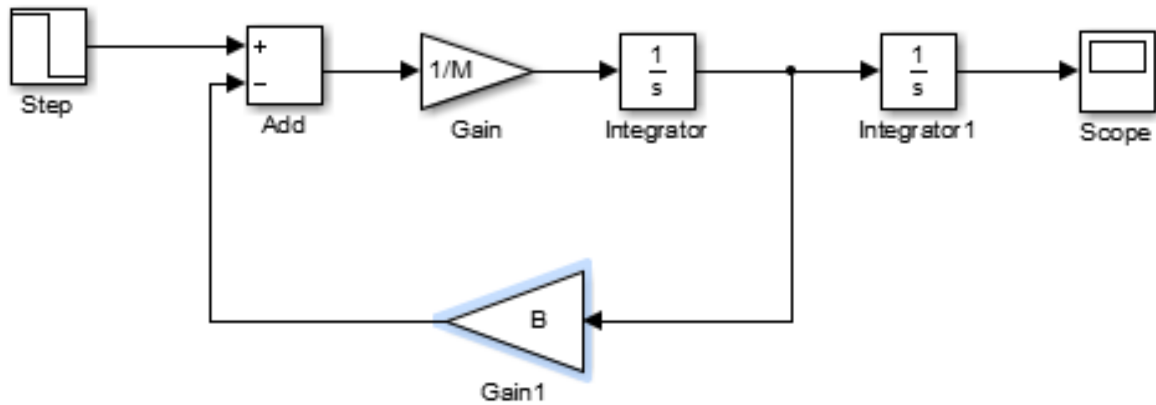 Step
+
−
Add
1/M
Gain
1
s
Integrator
1
s
Integrator1
Scope
B
Gain1